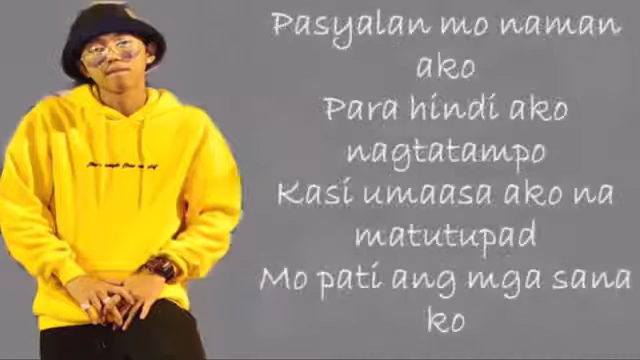 Pasyalan mo naman
ako
Para hindi ako
nagtatampo
Kasi umaasa ako na
matutupad
Mo pati ang mga sana
ko